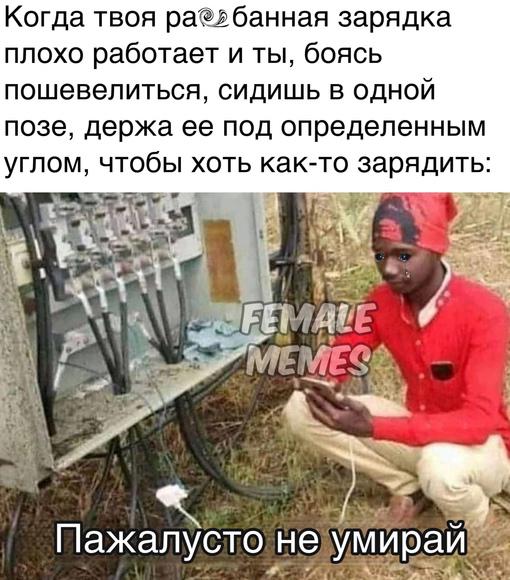 Когда твоя ра🌀банная зарядка
плохо работает и ты, боясь
пошевелиться, сидишь в одной
позе, держа ее под определенным
углом, чтобы хоть как-то зарядить:
FEMALE
MEMES
Пажалусто не умирай